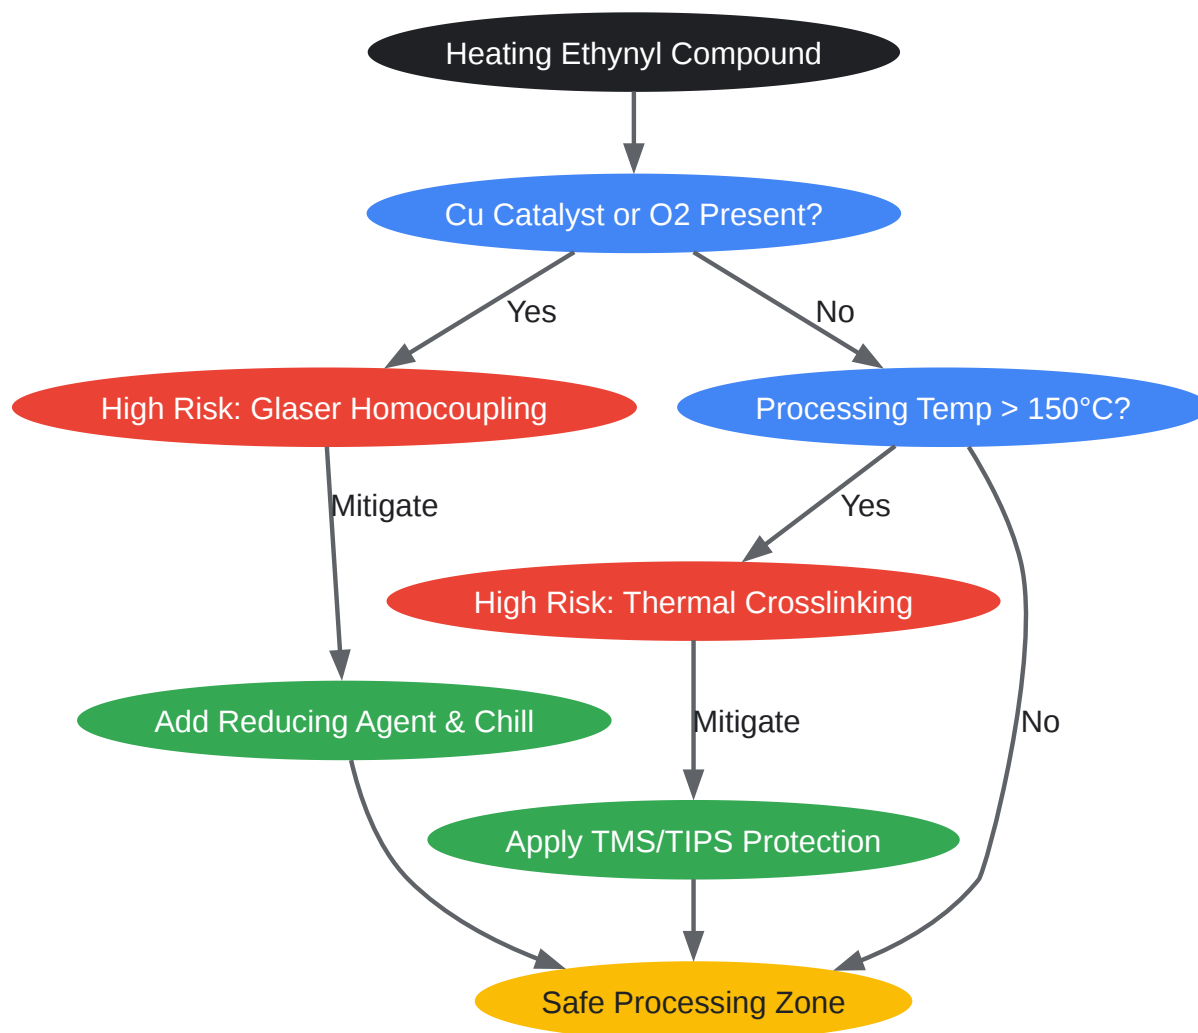 Heating Ethynyl Compound
Cu Catalyst or O2 Present?
Yes
No
High Risk: Glaser Homocoupling
Processing Temp > 150°C?
Mitigate
Yes
High Risk: Thermal Crosslinking
Add Reducing Agent & Chill
Mitigate
No
Apply TMS/TIPS Protection
Safe Processing Zone